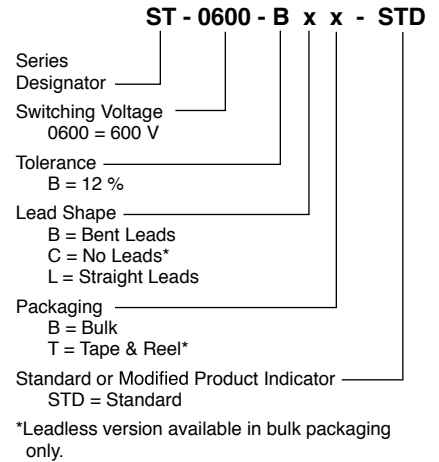 ST - 0600 - B x x - STD
Series
Designator
Switching Voltage
0600 = 600 V
Tolerance
B = 12 %
Lead Shape
B = Bent Leads
C = No Leads*
L = Straight Leads
Packaging
B = Bulk
T = Tape & Reel*
Standard or Modified Product Indicator
STD = Standard
*Leadless version available in bulk packaging
only.